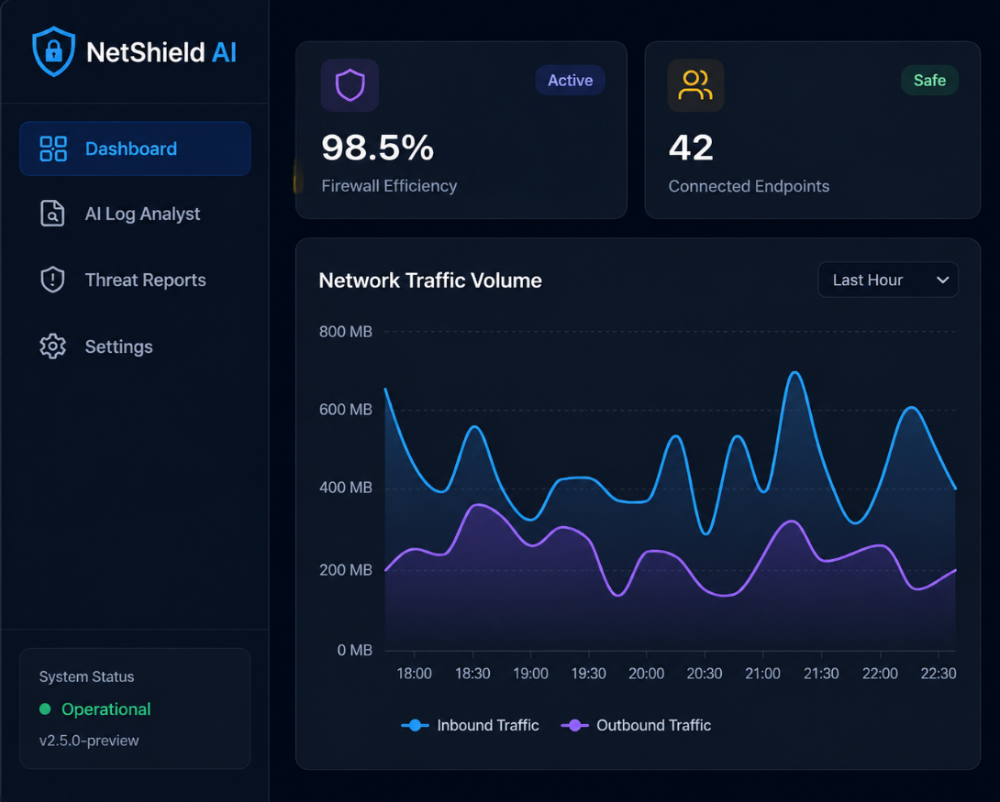 NetShield AI
Dashboard
AI Log Analyst
Threat Reports
Settings
System Status
Operational
v2.5.0-preview
Active
98.5%
Firewall Efficiency
Safe
42
Connected Endpoints
Network Traffic Volume
Last Hour
800 MB
600 MB
400 MB
200 MB
0 MB
18:00 18:30 19:00 19:30 20:00 20:30 21:00 21:30 22:00 22:30
Inbound Traffic Outbound Traffic